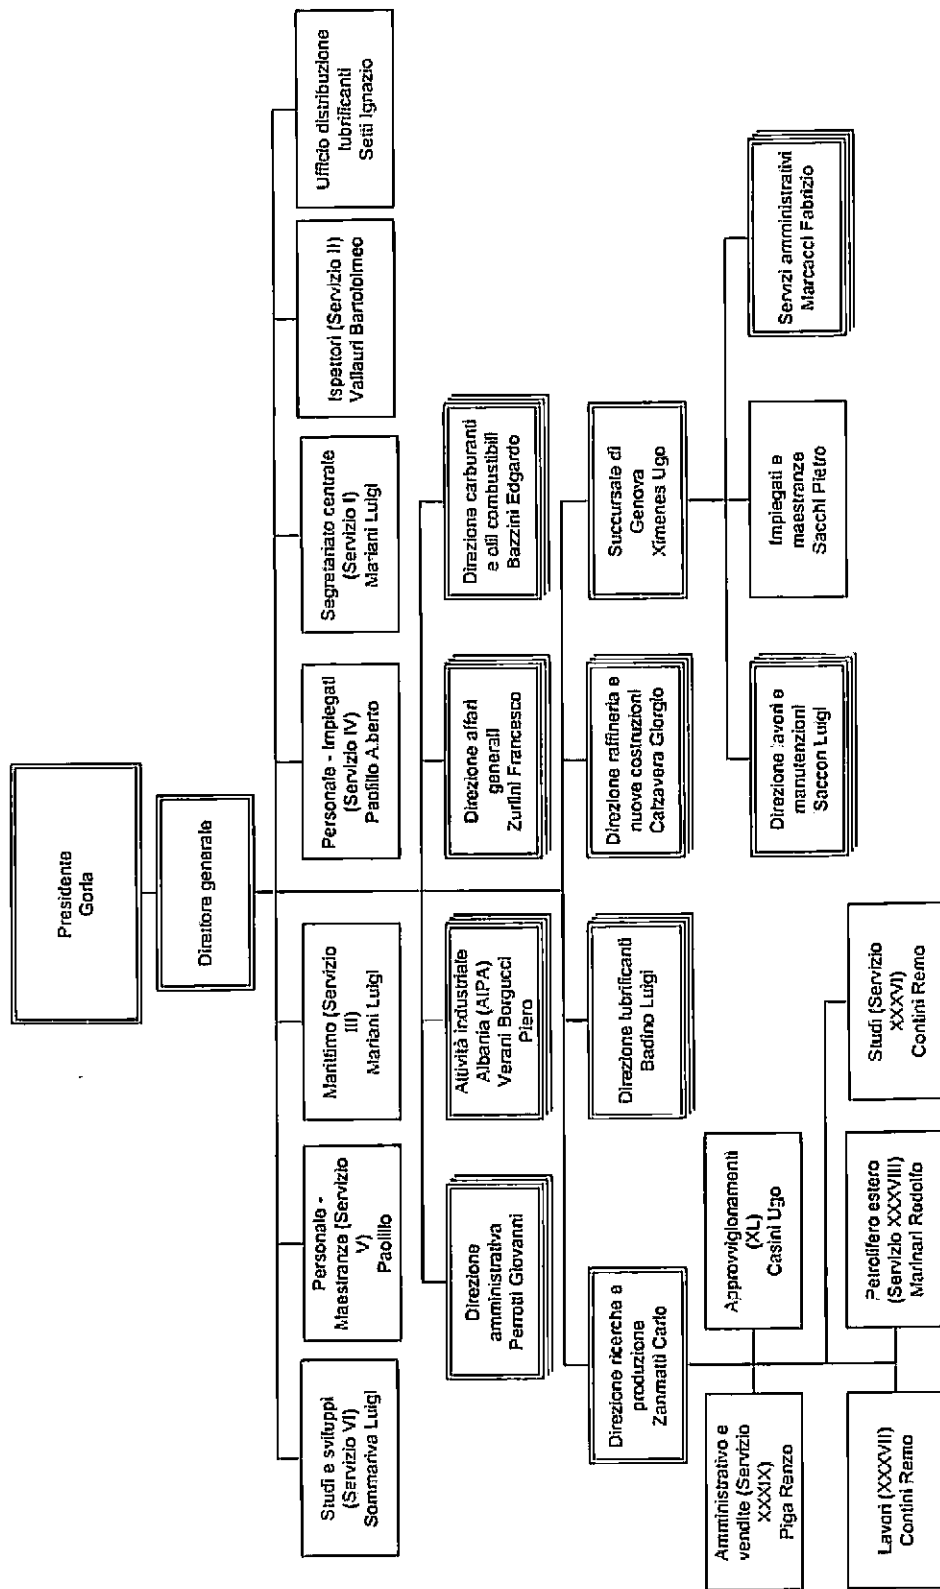 Presidente
Gorla
Direttore generale
Studi e sviluppi
(Servizio VI)
Sommariva Luigi
Personale -
Maestranze (Servizio
V)
Paolillo
Marittimo (Servizio
III)
Mariani Luigi
Personale - Impiegati
(Servizio IV)
Paolillo Alberto
Segretariato centrale
(Servizio I)
Mariani Luigi
Ispettori (Servizio II)
Vallauri Bartololmeo
Ufficio distribuzione
lubrificanti
Setti Ignazio
Direzione
amministrativa
Perrotti Giovanni
Attività industriale
Albania (AIPA)
Verani Borgucci
Piero
Direzione affari
generali
Zurlini Francesco
Direzione carburanti
e olii combustibili
Bazzini Edgardo
Direzione ricerche e
produzione
Zanmatti Carlo
Direzione lubrificanti
Badino Luigi
Direzione raffineria e
nuove costruzioni
Calzavera Giorgio
Succursale di
Genova
Ximenes Ugo
Amministrativo e
vendite (Servizio
XXXIX)
Piga Renzo
Approvvigionamenti
(XL)
Casini Ugo
Direzione lavori e
manutenzioni
Saccon Luigi
Impiegati e
maestranze
Sacchi Pietro
Servizi amministrativi
Marcacci Fabrizio
Lavori (XXXVII)
Contini Remo
Petrolifero estero
(Servizio XXXVIII)
Marinari Rodolfo
Studi (Servizio
XXXVI)
Contini Remo